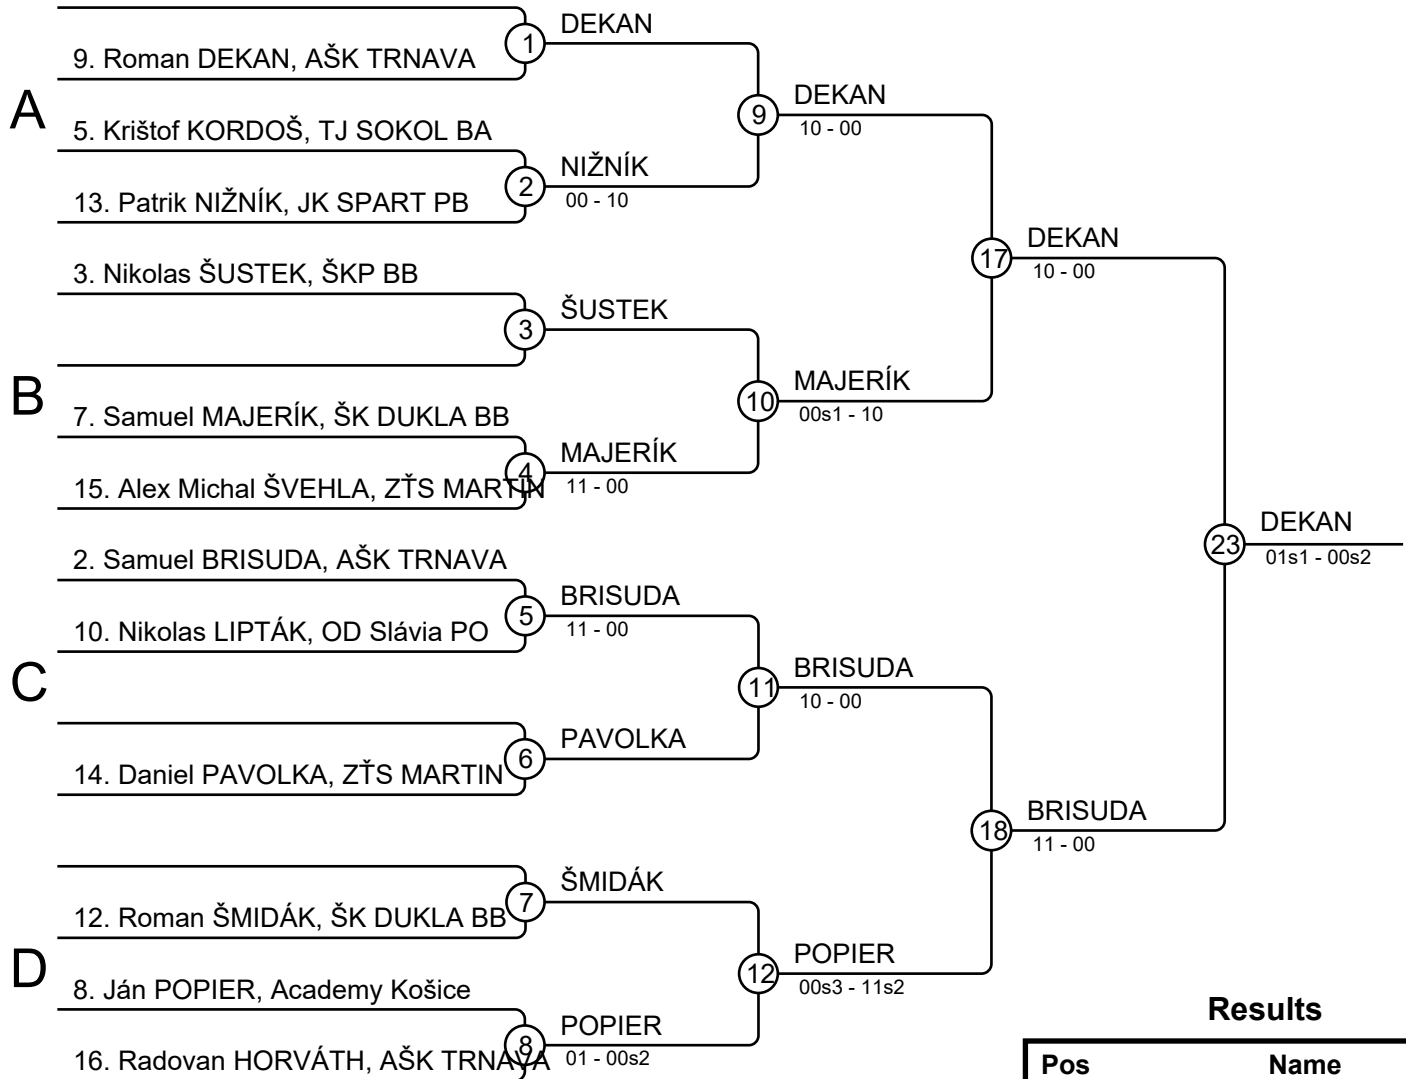 DEKAN
1
9. Roman DEKAN, AŠK TRNAVA
A
DEKAN
9
10 - 00
5. Krištof KORDOŠ, TJ SOKOL BA
NIŽNÍK
2
00 - 10
13. Patrik NIŽNÍK, JK SPART PB
DEKAN
17
10 - 00
3. Nikolas ŠUSTEK, ŠKP BB
ŠUSTEK
3
B
MAJERÍK
10
00s1 - 10
7. Samuel MAJERÍK, ŠK DUKLA BB
MAJERÍK
4
11 - 00
15. Alex Michal ŠVEHLA, ZŤS MARTIN
DEKAN
23
01s1 - 00s2
2. Samuel BRISUDA, AŠK TRNAVA
BRISUDA
5
11 - 00
10. Nikolas LIPTÁK, OD Slávia PO
C
BRISUDA
11
10 - 00
PAVOLKA
6
14. Daniel PAVOLKA, ZŤS MARTIN
BRISUDA
18
11 - 00
ŠMIDÁK
7
12. Roman ŠMIDÁK, ŠK DUKLA BB
D
POPIER
12
00s3 - 11s2
8. Ján POPIER, Academy Košice
POPIER
8
01 - 00s2
16. Radovan HORVÁTH, AŠK TRNAVA
Results
Pos Name